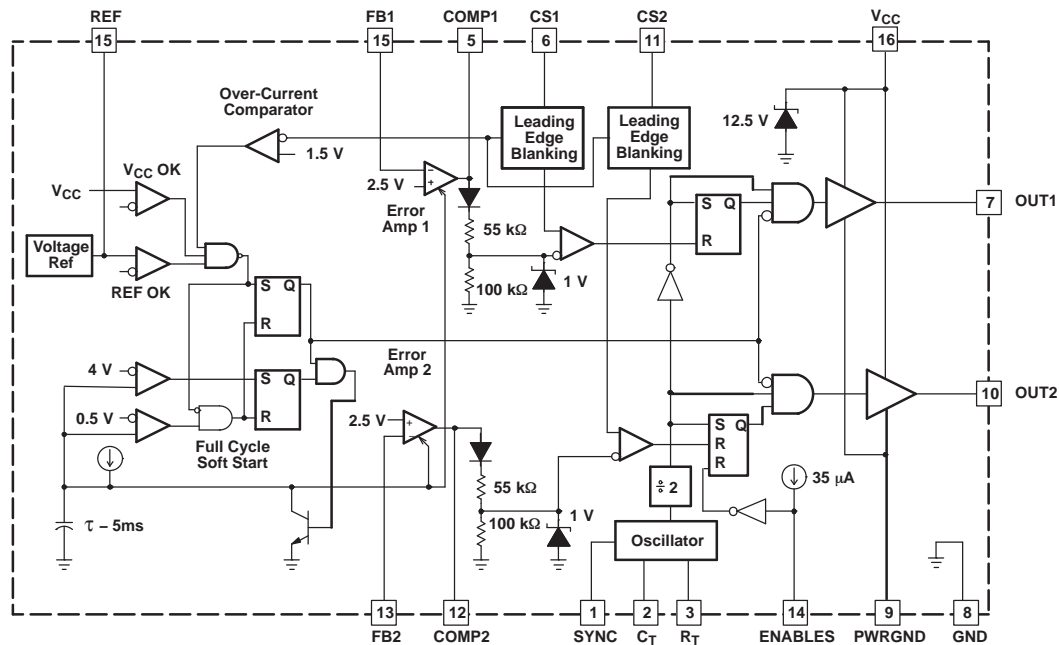 REF
FB1
COMP1
CS1
CS2
VCC
15
15
5
6
11
16
Over-Current
Comparator
Leading
Edge
Blanking
Leading
Edge
Blanking
12.5 V
1.5 V
VCC OK
VCC
2.5 V
−
+
Error
Amp 1
S Q
R
7
OUT1
55 kΩ
Voltage
Ref
REF OK
100 kΩ
1 V
S Q
R
Error
Amp 2
4 V
S Q
R
0.5 V
2.5 V
+
−
10
OUT2
S Q
R
R
Full Cycle
Soft Start
55 kΩ
÷ 2
35 µA
τ – 5ms
100 kΩ
1 V
Oscillator
13
12
1
2
3
14
9
8
FB2
COMP2
SYNC
CT
RT
ENABLES
PWRGND
GND